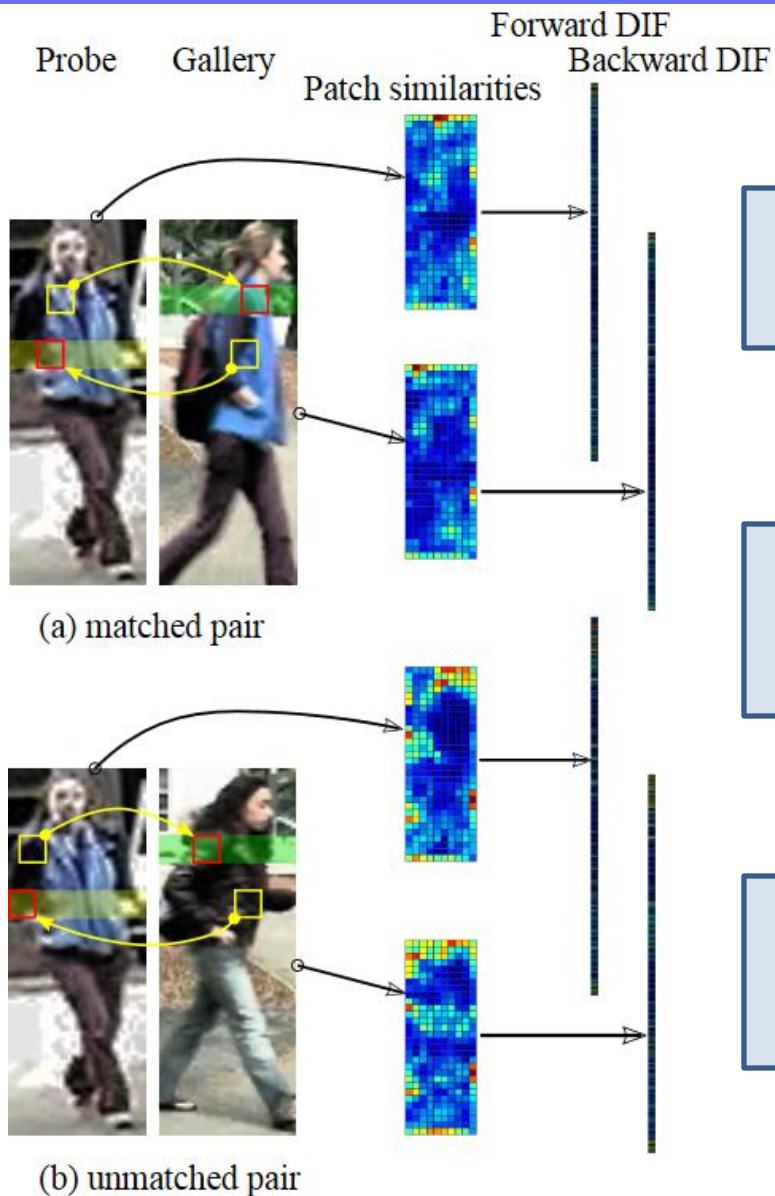 Forward DIF
Probe Gallery Backward DIF
Patch similarities
(a) matched pair
(b) unmatched pair